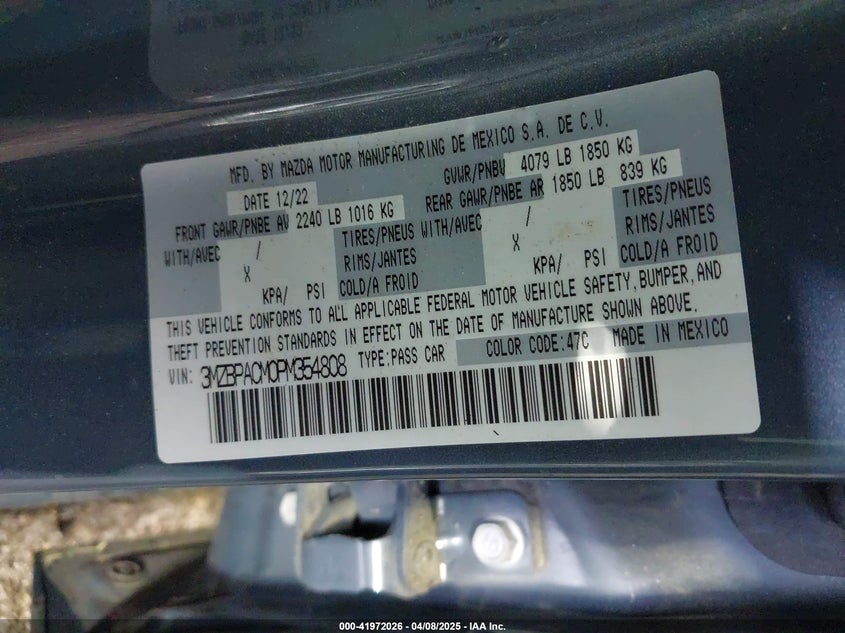 MFD. BY MAZDA MOTOR MANUFACTURING DE MEXICO S.A. DE C.V.
DATE 12/22 GVWR/PNBV 4079 LB 1850 KG
FRONT GAWR/PNBE AV 2240 LB 1016 KG REAR GAWR/PNBE AR 1850 LB 839 KG
WITH/AVEC / TIRES/PNEUS WITH/AVEC / TIRES/PNEUS
X RIMS/JANTES X RIMS/JANTES
KPA/ PSI COLD/A FROID KPA/ PSI COLD/A FROID
THIS VEHICLE CONFORMS TO ALL APPLICABLE FEDERAL MOTOR VEHICLE SAFETY, BUMPER, AND
THEFT PREVENTION STANDARDS IN EFFECT ON THE DATE OF MANUFACTURE SHOWN ABOVE.
VIN: 3MZBPACM0PM354808 TYPE:PASS CAR COLOR CODE:47C MADE IN MEXICO
000-41972026 - 04/08/2025 - IAA Inc.